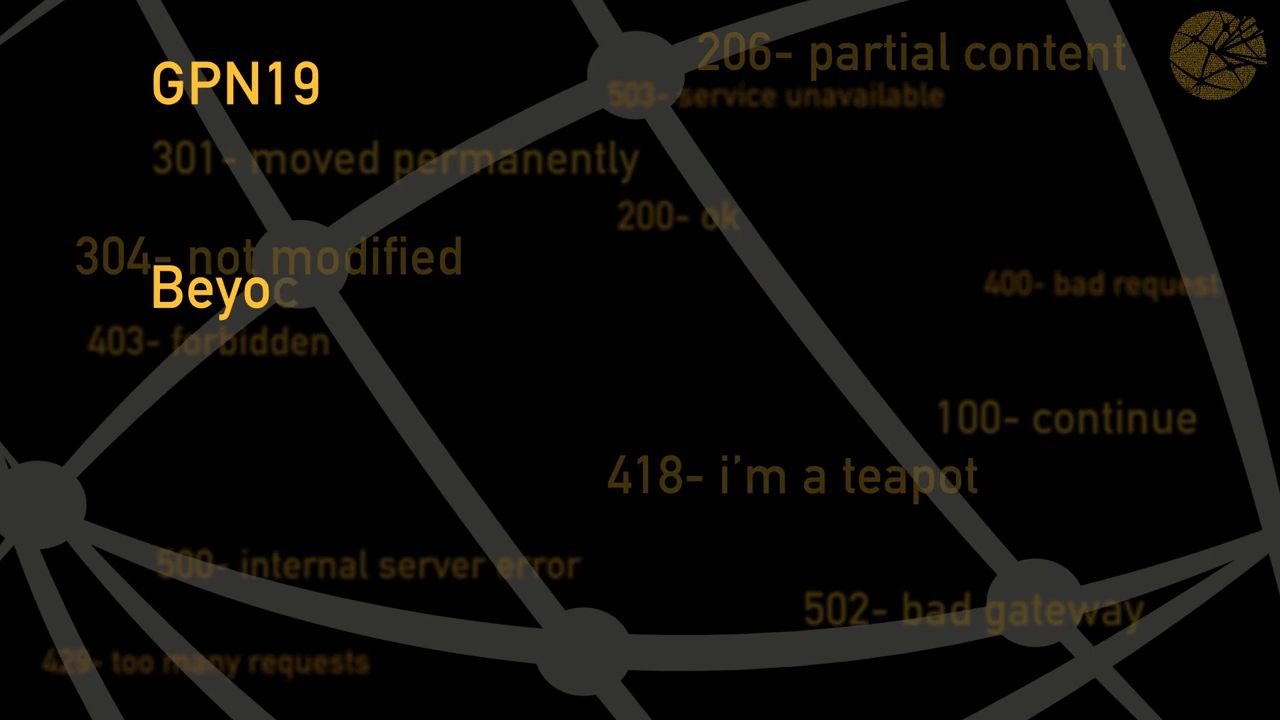 206- partial content
GPN19
503- service unavailable
301- moved permanently
200- ok
304- not modified
Beyoc
400- bad request
403- forbidden
100- continue
418- i’m a teapot
500- internal server error
502- bad gateway
429- too many requests